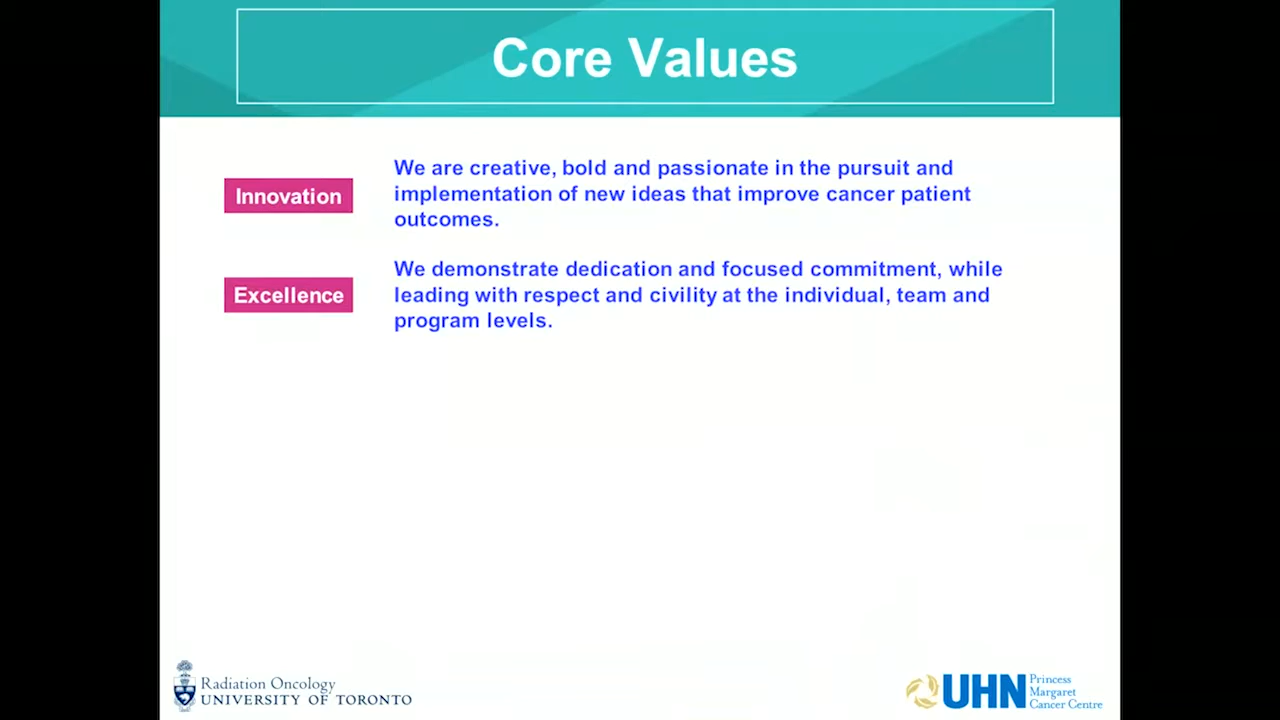 Core Values
Innovation
We are creative, bold and passionate in the pursuit and
implementation of new ideas that improve cancer patient
outcomes.
Excellence
We demonstrate dedication and focused commitment, while
leading with respect and civility at the individual, team and
program levels.
Radiation Oncology
UNIVERSITY OF TORONTO
UHN
Princess
Margaret
Cancer Centre